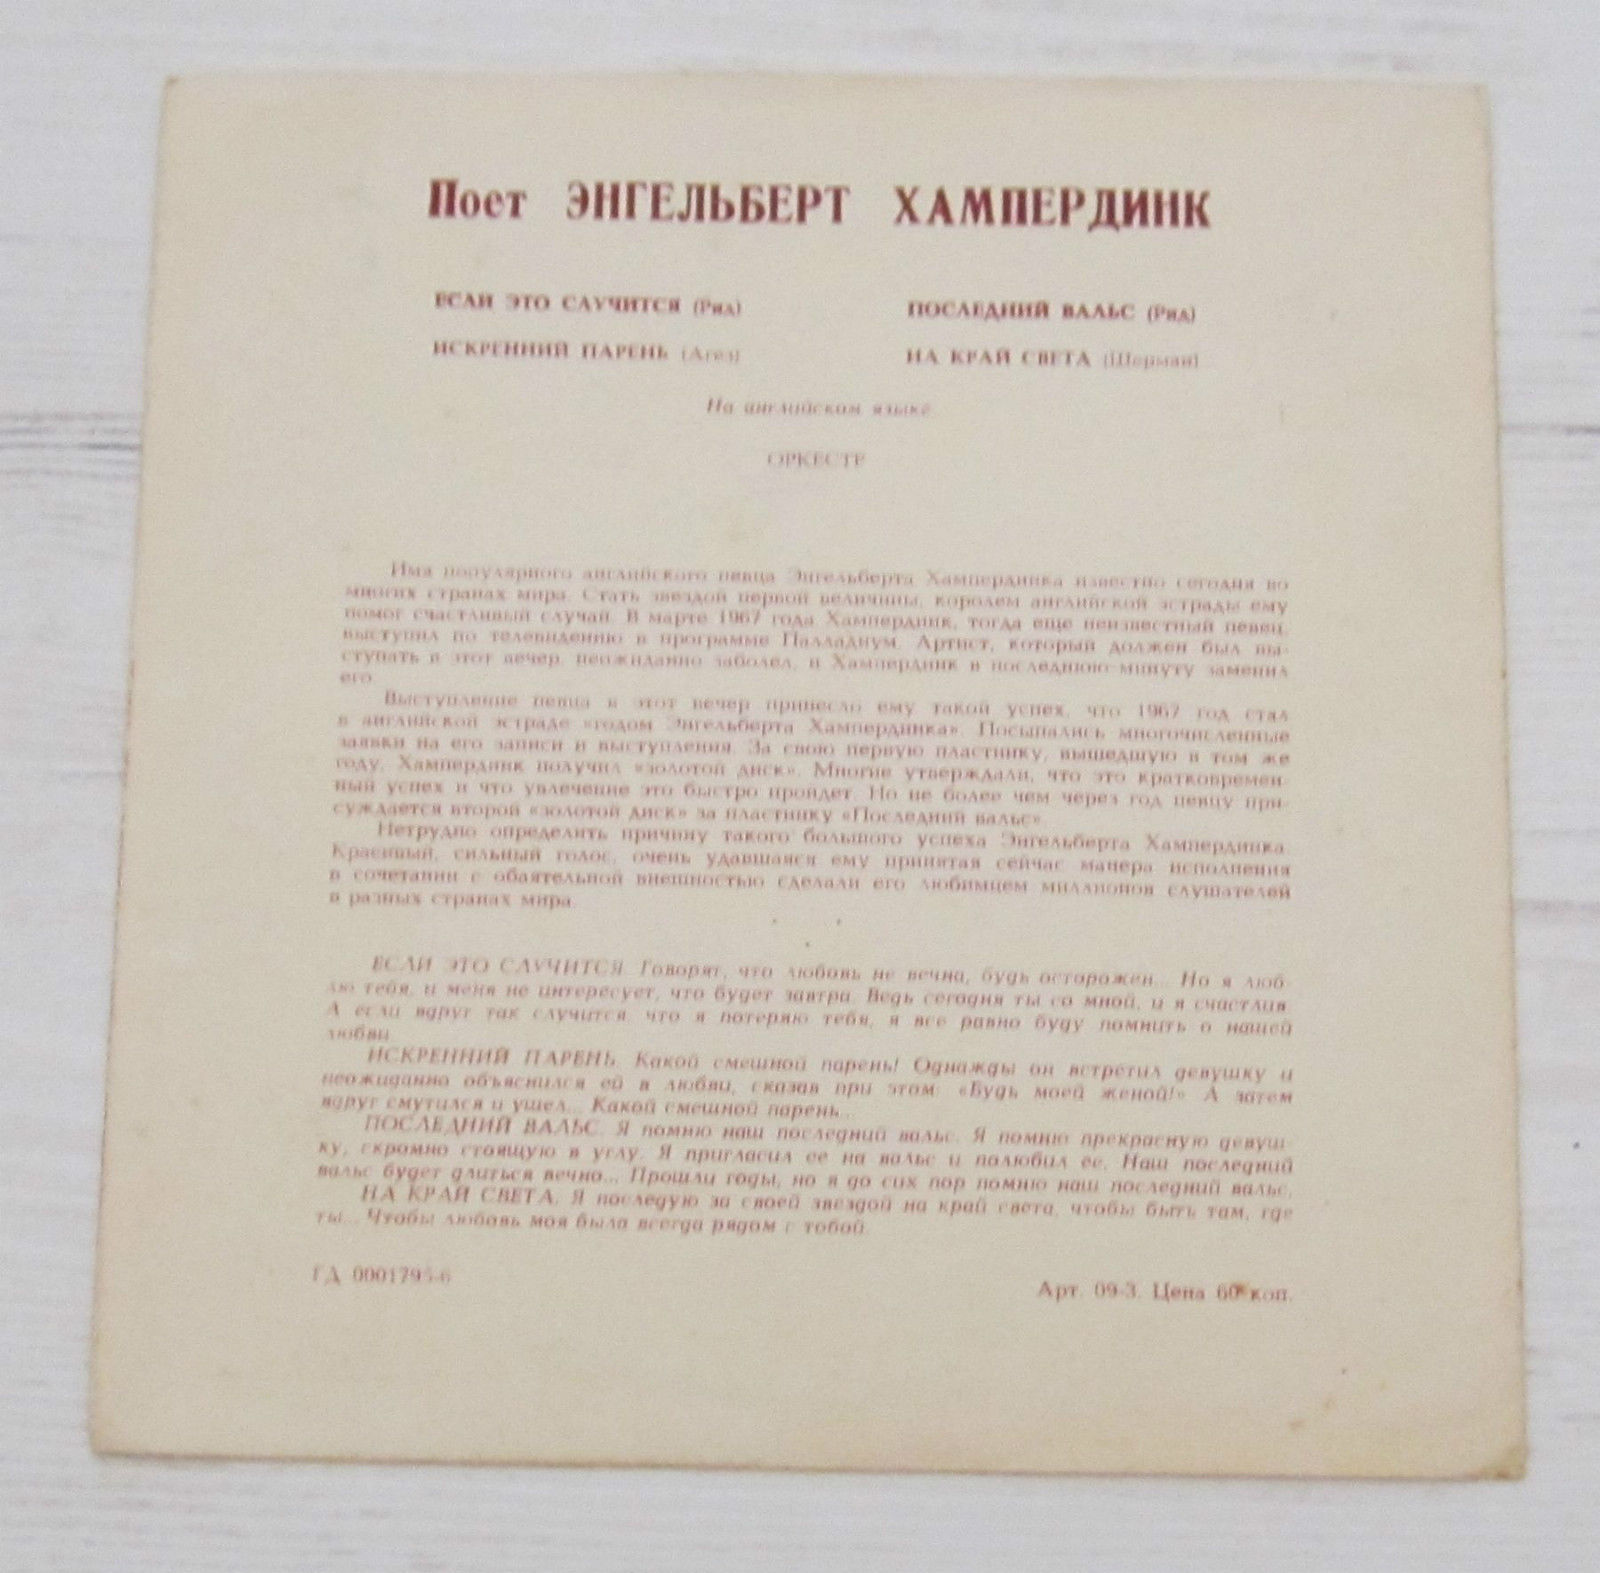 Поет ЭНГЕЛЬБЕРТ ХАМПЕРДИНК
ЕСЛИ ЭТО СЛУЧИТСЯ (Рид)
ИСКРЕННИЙ ПАРЕНЬ (Агез)
ПОСЛЕДНИЙ ВАЛЬС (Рид)
НА КРАЙ СВЕТА (Шерман)
На английском языке
ОРКЕСТР
Имя популярного английского певца Энгельберта Хампердинка известно сегодня во
многих странах мира. Стать звездой первой величины, королем английской эстрады ему
помог счастливый случай. В марте 1967 года Хампердинк, тогда еще неизвестный певец,
выступил по телевидению в программе Палладиум. Артист, который должен был вы-
ступать в этот вечер, неожиданно заболел, и Хампердинк в последнюю минуту заменил
его.
Выступление певца в этот вечер принесло ему такой успех, что 1967 год стал
в английской эстраде «годом Энгельберта Хампердинка». Посыпались многочисленные
заявки на его записи и выступления. За свою первую пластинку, вышедшую в том же
году, Хампердинк получил «золотой диск». Многие утверждали, что это кратковремен-
ный успех и что увлечение это быстро пройдет. Но не более чем через год певцу при-
суждается второй «золотой диск» за пластинку «Последний вальс».
Нетрудно определить причину такого большого успеха Энгельберта Хампердинка.
Красивый, сильный голос, очень удавшаяся ему принятая сейчас манера исполнения
в сочетании с обаятельной внешностью сделали его любимцем миллионов слушателей
в разных странах мира.
ЕСЛИ ЭТО СЛУЧИТСЯ. Говорят, что любовь не вечна, будь осторожен... Но я люб-
лю тебя, и меня не интересует, что будет завтра. Ведь сегодня ты со мной, и я счастлив.
А если вдруг так случится, что я потеряю тебя, я все равно буду помнить о нашей
любви.
ИСКРЕННИЙ ПАРЕНЬ. Какой смешной парень! Однажды он встретил девушку и
неожиданно объяснился ей в любви, сказав при этом: «Будь моей женой!» А затем
вдруг смутился и ушел... Какой смешной парень...
ПОСЛЕДНИЙ ВАЛЬС. Я помню наш последний вальс. Я помню прекрасную девуш-
ку, скромно стоящую в углу. Я пригласил ее на вальс и полюбил ее. Наш последний
вальс будет длиться вечно... Прошли годы, но я до сих пор помню наш последний вальс.
НА КРАЙ СВЕТА. Я последую за своей звездой на край света, чтобы быть там, где
ты... Чтобы любовь моя была всегда рядом с тобой.
ГД 0001795-6
Арт. 09-3. Цена 60 коп.